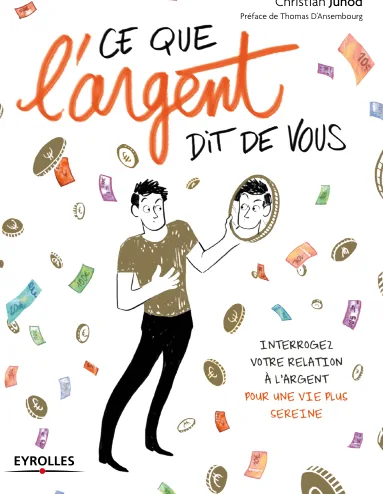 Christian Junod
Préface de Thomas D'Ansembourg
CE QUE
l'argent
DIT DE VOUS
INTERROGEZ
VOTRE RELATION
À L'ARGENT
POUR UNE VIE PLUS
SEREINE
EYROLLES